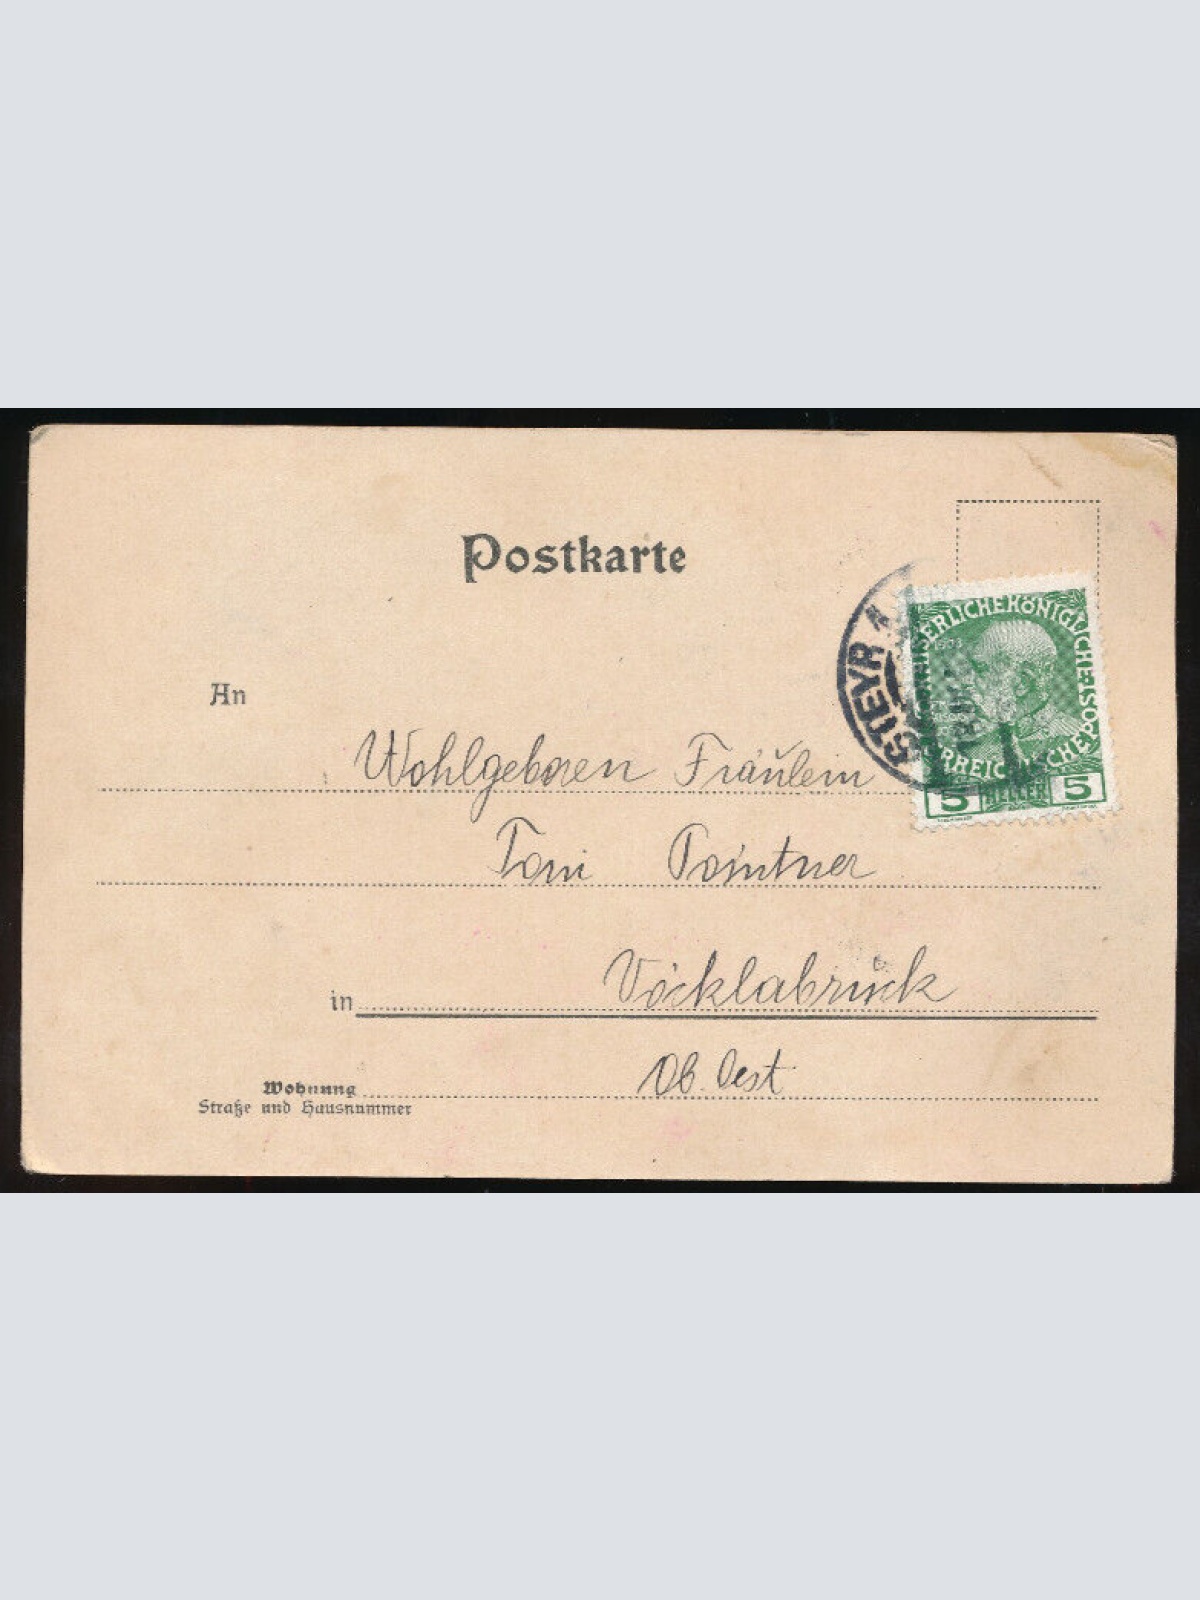 Postkarte
An
STEYR 1
KAISERLICHE KÖNIGLICHE
ÖSTERREICHISCHE POST
5 HELLER 5
Wohlgeboren Fräulein
Toni Pointner
in Vöcklabruck
Ob. Oest.
Wohnung
Straße und Hausnummer